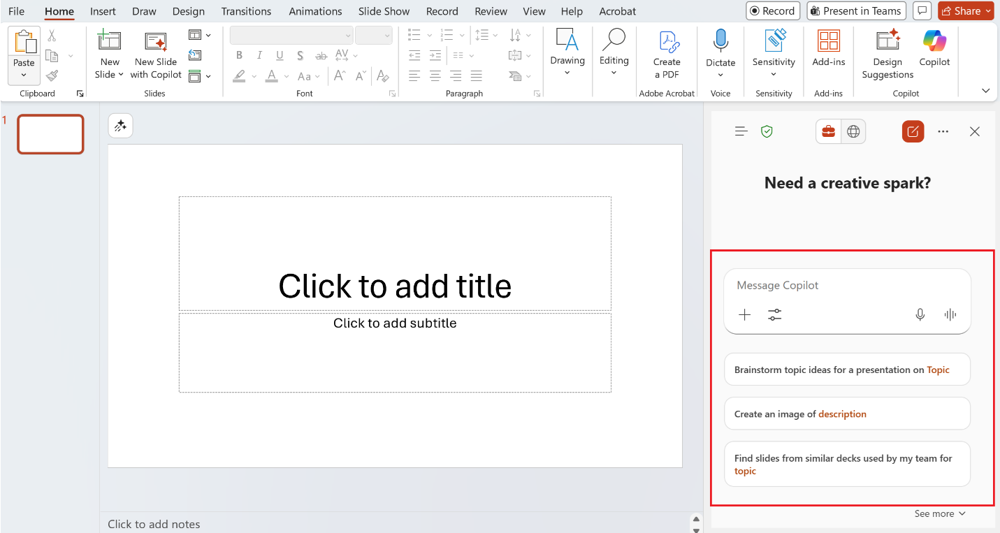 File Home Insert Draw Design Transitions Animations Slide Show Record Review View Help Acrobat Record Present in Teams Share
Paste
New
Slide
New Slide
with Copilot
B I U S ab AV
A Aa A A A
Drawing
Editing
Create
a PDF
Dictate
Sensitivity
Add-ins
Design
Suggestions
Copilot
Clipboard Slides Font Paragraph Adobe Acrobat Voice Sensitivity Add-ins Copilot
1
Click to add title
Click to add subtitle
Click to add notes
Need a creative spark?
Message Copilot
Brainstorm topic ideas for a presentation on Topic
Create an image of description
Find slides from similar decks used by my team for
topic
See more